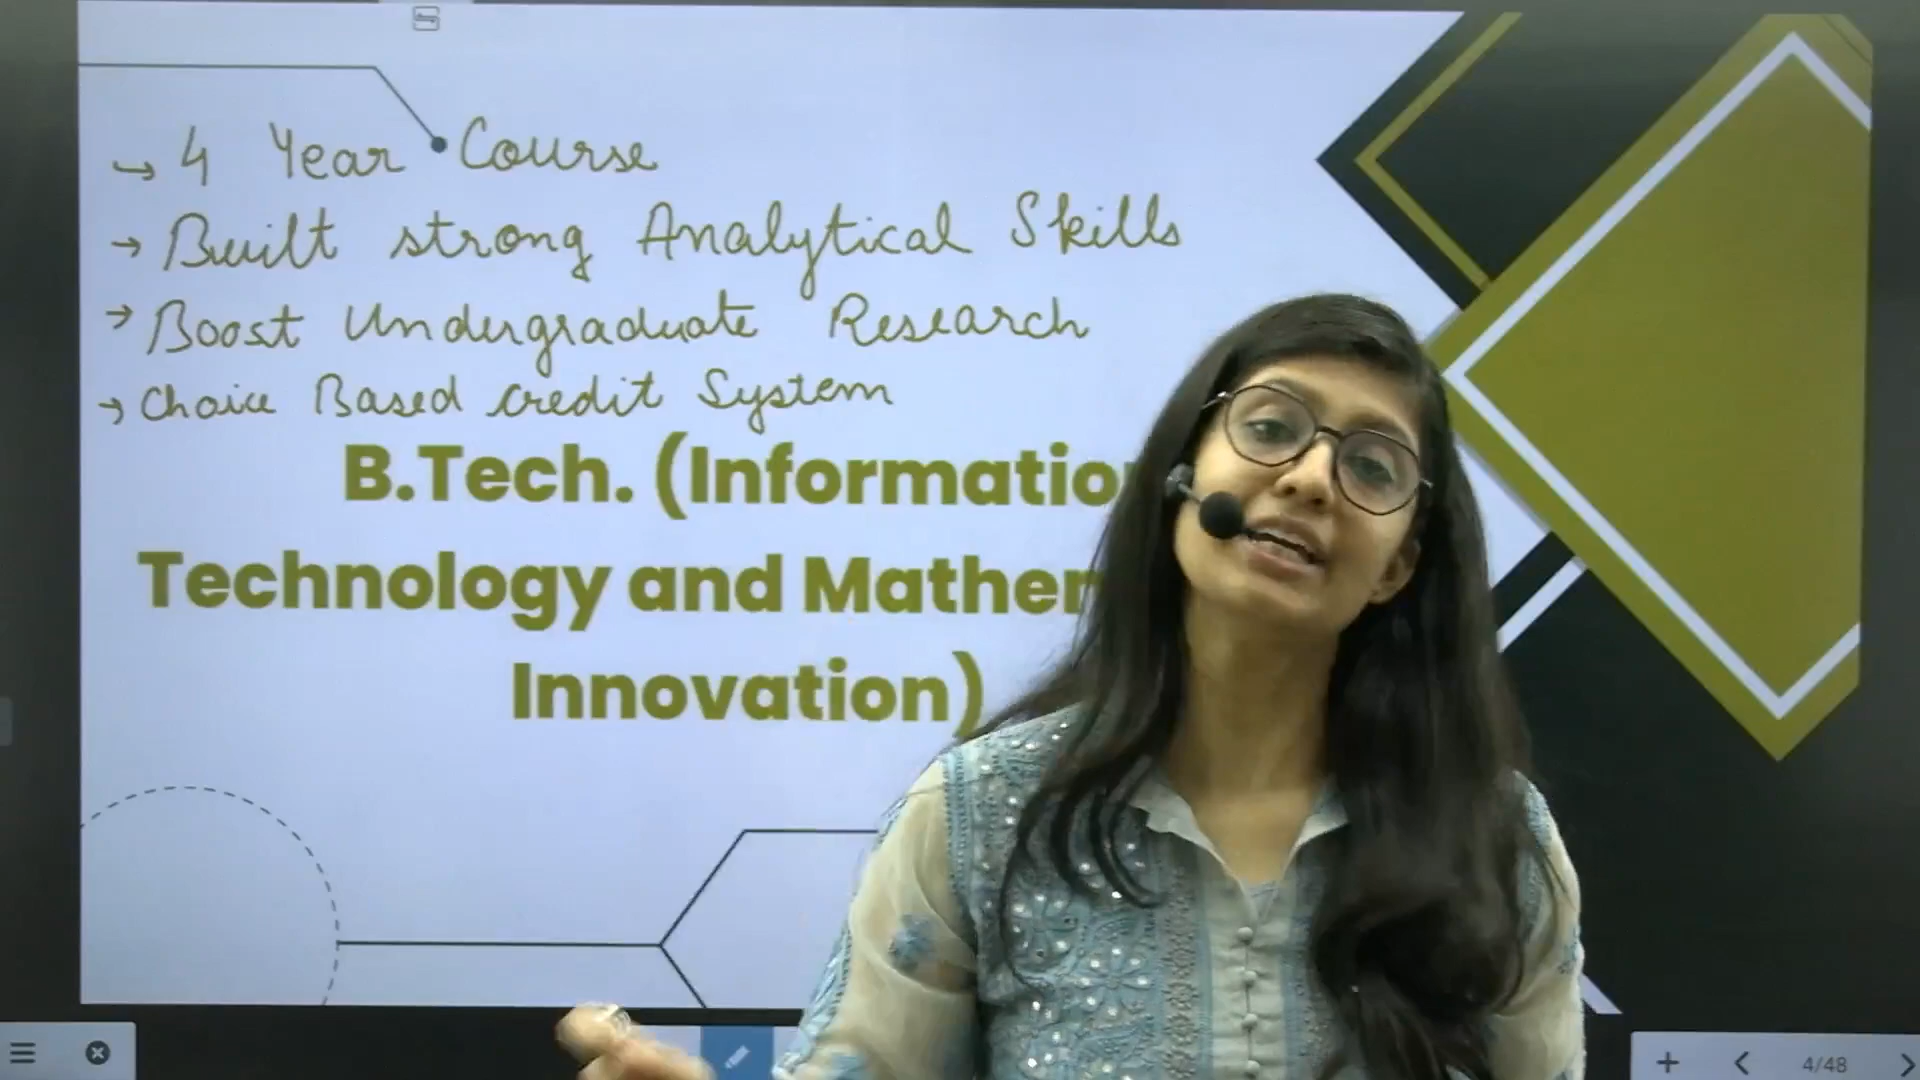 → 4 Year Course
→ Built strong Analytical Skills
→ Boost Undergraduate Research
→ Choice Based credit System
B.Tech. (Informatio
Technology and Mathe
Innovation)
4/48